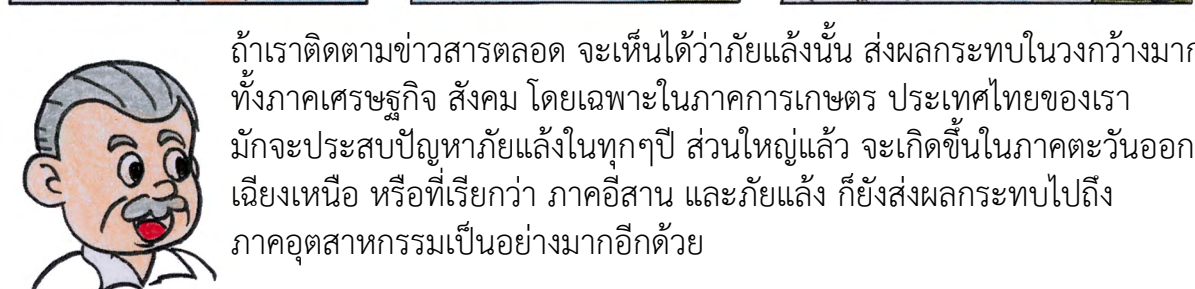 ถ้าเราติดตามข่าวสารตลอด จะเห็นได้ว่าภัยแล้งนั้น ส่งผลกระทบในวงกว้างมาก
ทั้งภาคเศรษฐกิจ สังคม โดยเฉพาะในภาคการเกษตร ประเทศไทยของเรา
มักจะประสบปัญหาภัยแล้งในทุกๆปี ส่วนใหญ่แล้ว จะเกิดขึ้นในภาคตะวันออก
เฉียงเหนือ หรือที่เรียกว่า ภาคอีสาน และภัยแล้ง ก็ยังส่งผลกระทบไปถึง
ภาคอุตสาหกรรมเป็นอย่างมากอีกด้วย